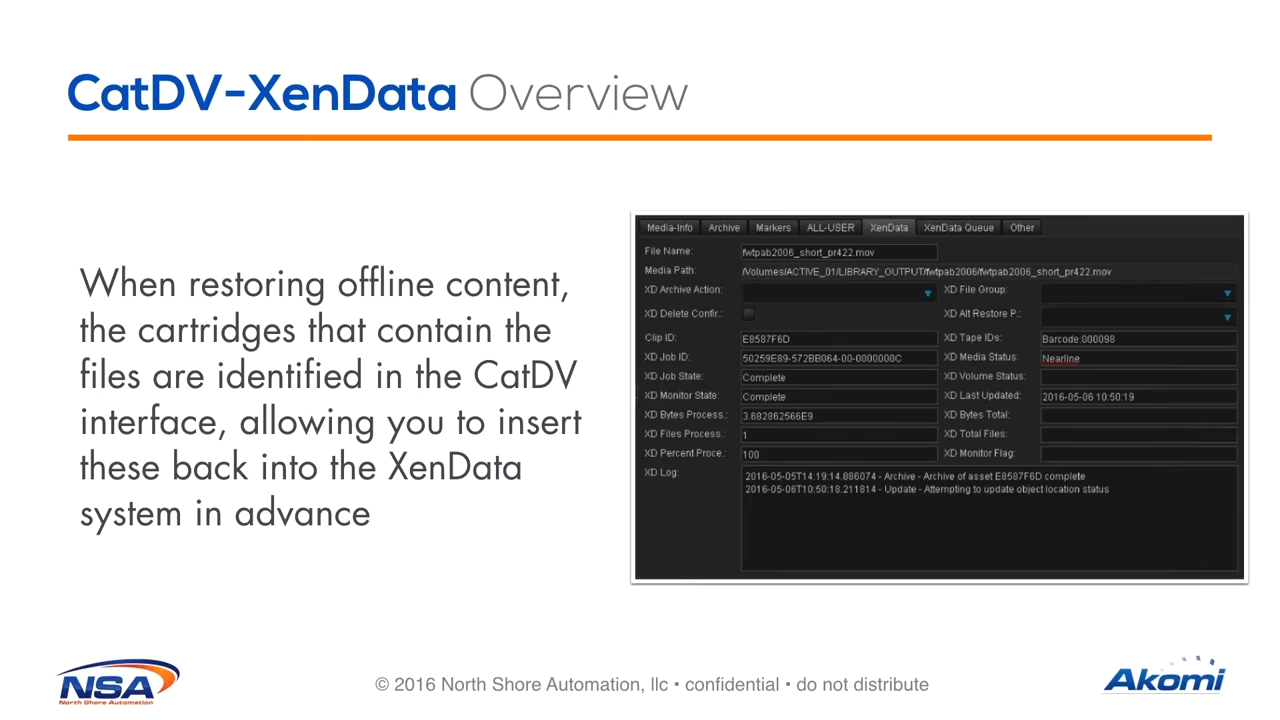 CatDV-XenData Overview
When restoring offline content,
the cartridges that contain the
files are identified in the CatDV
interface, allowing you to insert
these back into the XenData
system in advance
Media-Info Archive Markers ALL-USER XenData XenData Queue Other
File Name: fwtpab2006_short_pr422.mov
Media Path: /Volumes/ACTIVE_01/LIBRARY_OUTPUT/fwtpab2006/fwtpab2006_short_pr422.mov
XD Archive Action: XD File Group:
XD Delete Confir.: XD Alt Restore P.:
Clip ID: E8587F6D XD Tape IDs: Barcode:000098
XD Job ID: 50259E89-572BB064-00-0000000C XD Media Status: Nearline
XD Job State: Complete XD Volume Status:
XD Monitor State: Complete XD Last Updated: 2016-05-06 10:50:19
XD Bytes Process.: 3.682862566E9 XD Bytes Total:
XD Files Process.: 1 XD Total Files:
XD Percent Proce.: 100 XD Monitor Flag:
XD Log: 2016-05-05T14:19:14.886074 - Archive - Archive of asset E8587F6D complete
2016-05-06T10:50:18.211814 - Update - Attempting to update object location status
NSA
North Shore Automation
© 2016 North Shore Automation, llc • confidential • do not distribute
Akomi